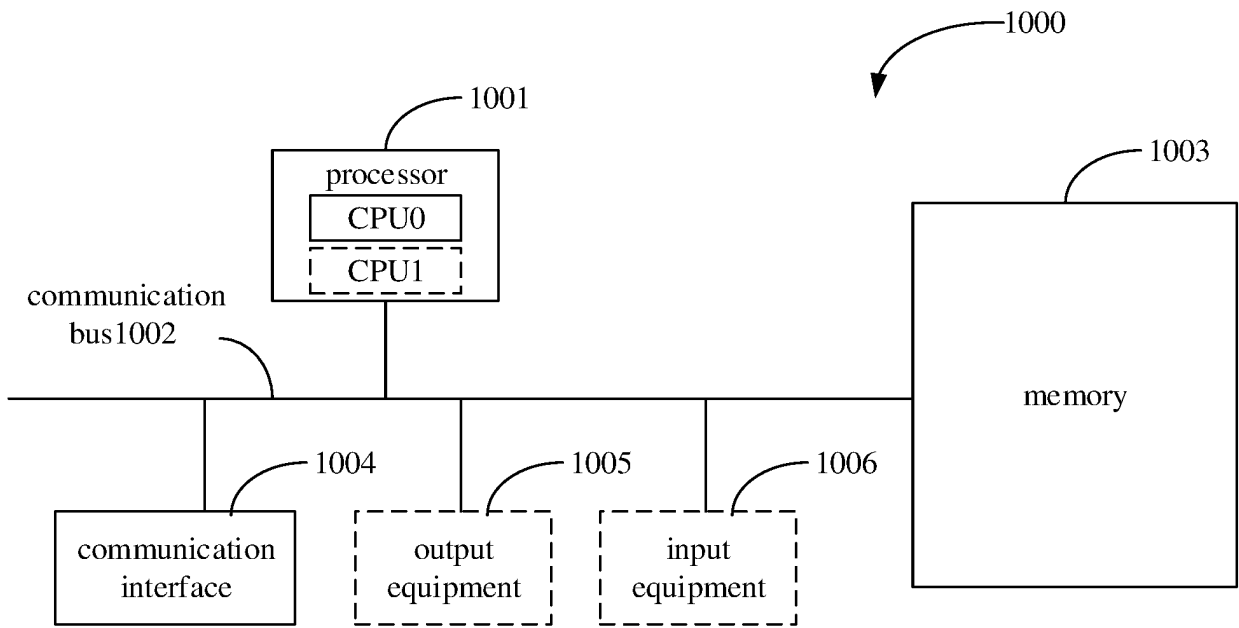 1000
1001
1003
processor
CPU0
CPU1
communication
bus1002
memory
1004
1005
1006
communication
interface
output
equipment
input
equipment